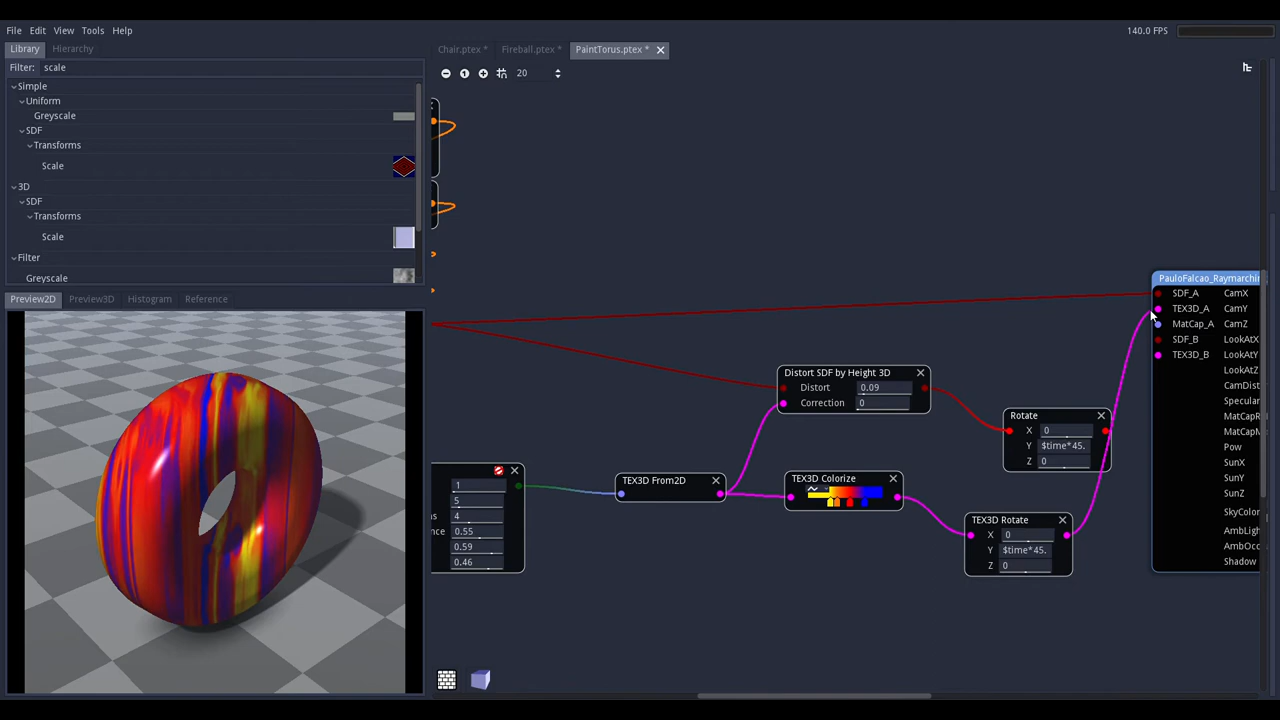 File Edit View Tools Help
140.0 FPS
Library Hierarchy
Chair.ptex * Fireball.ptex * PaintTorus.ptex *
Filter: scale
20
Simple
Uniform
Greyscale
SDF
Transforms
Scale
3D
SDF
Transforms
Scale
Filter
Greyscale
Preview2D Preview3D Histogram Reference
1
5
4
0.55
0.59
0.46
TEX3D From2D
Distort SDF by Height 3D
Distort 0.09
Correction 0
TEX3D Colorize
Rotate
X 0
Y $time*45.
Z 0
TEX3D Rotate
X 0
Y $time*45.
Z 0
PauloFalcao_Raymarchin
SDF_A CamX
TEX3D_A CamY
MatCap_A CamZ
SDF_B LookAtX
TEX3D_B LookAtY
LookAtZ
CamDist
Specular
MatCapR
Pow
SunX
SunY
SunZ
SkyColor
AmbLigh
AmbOcc
Shadow